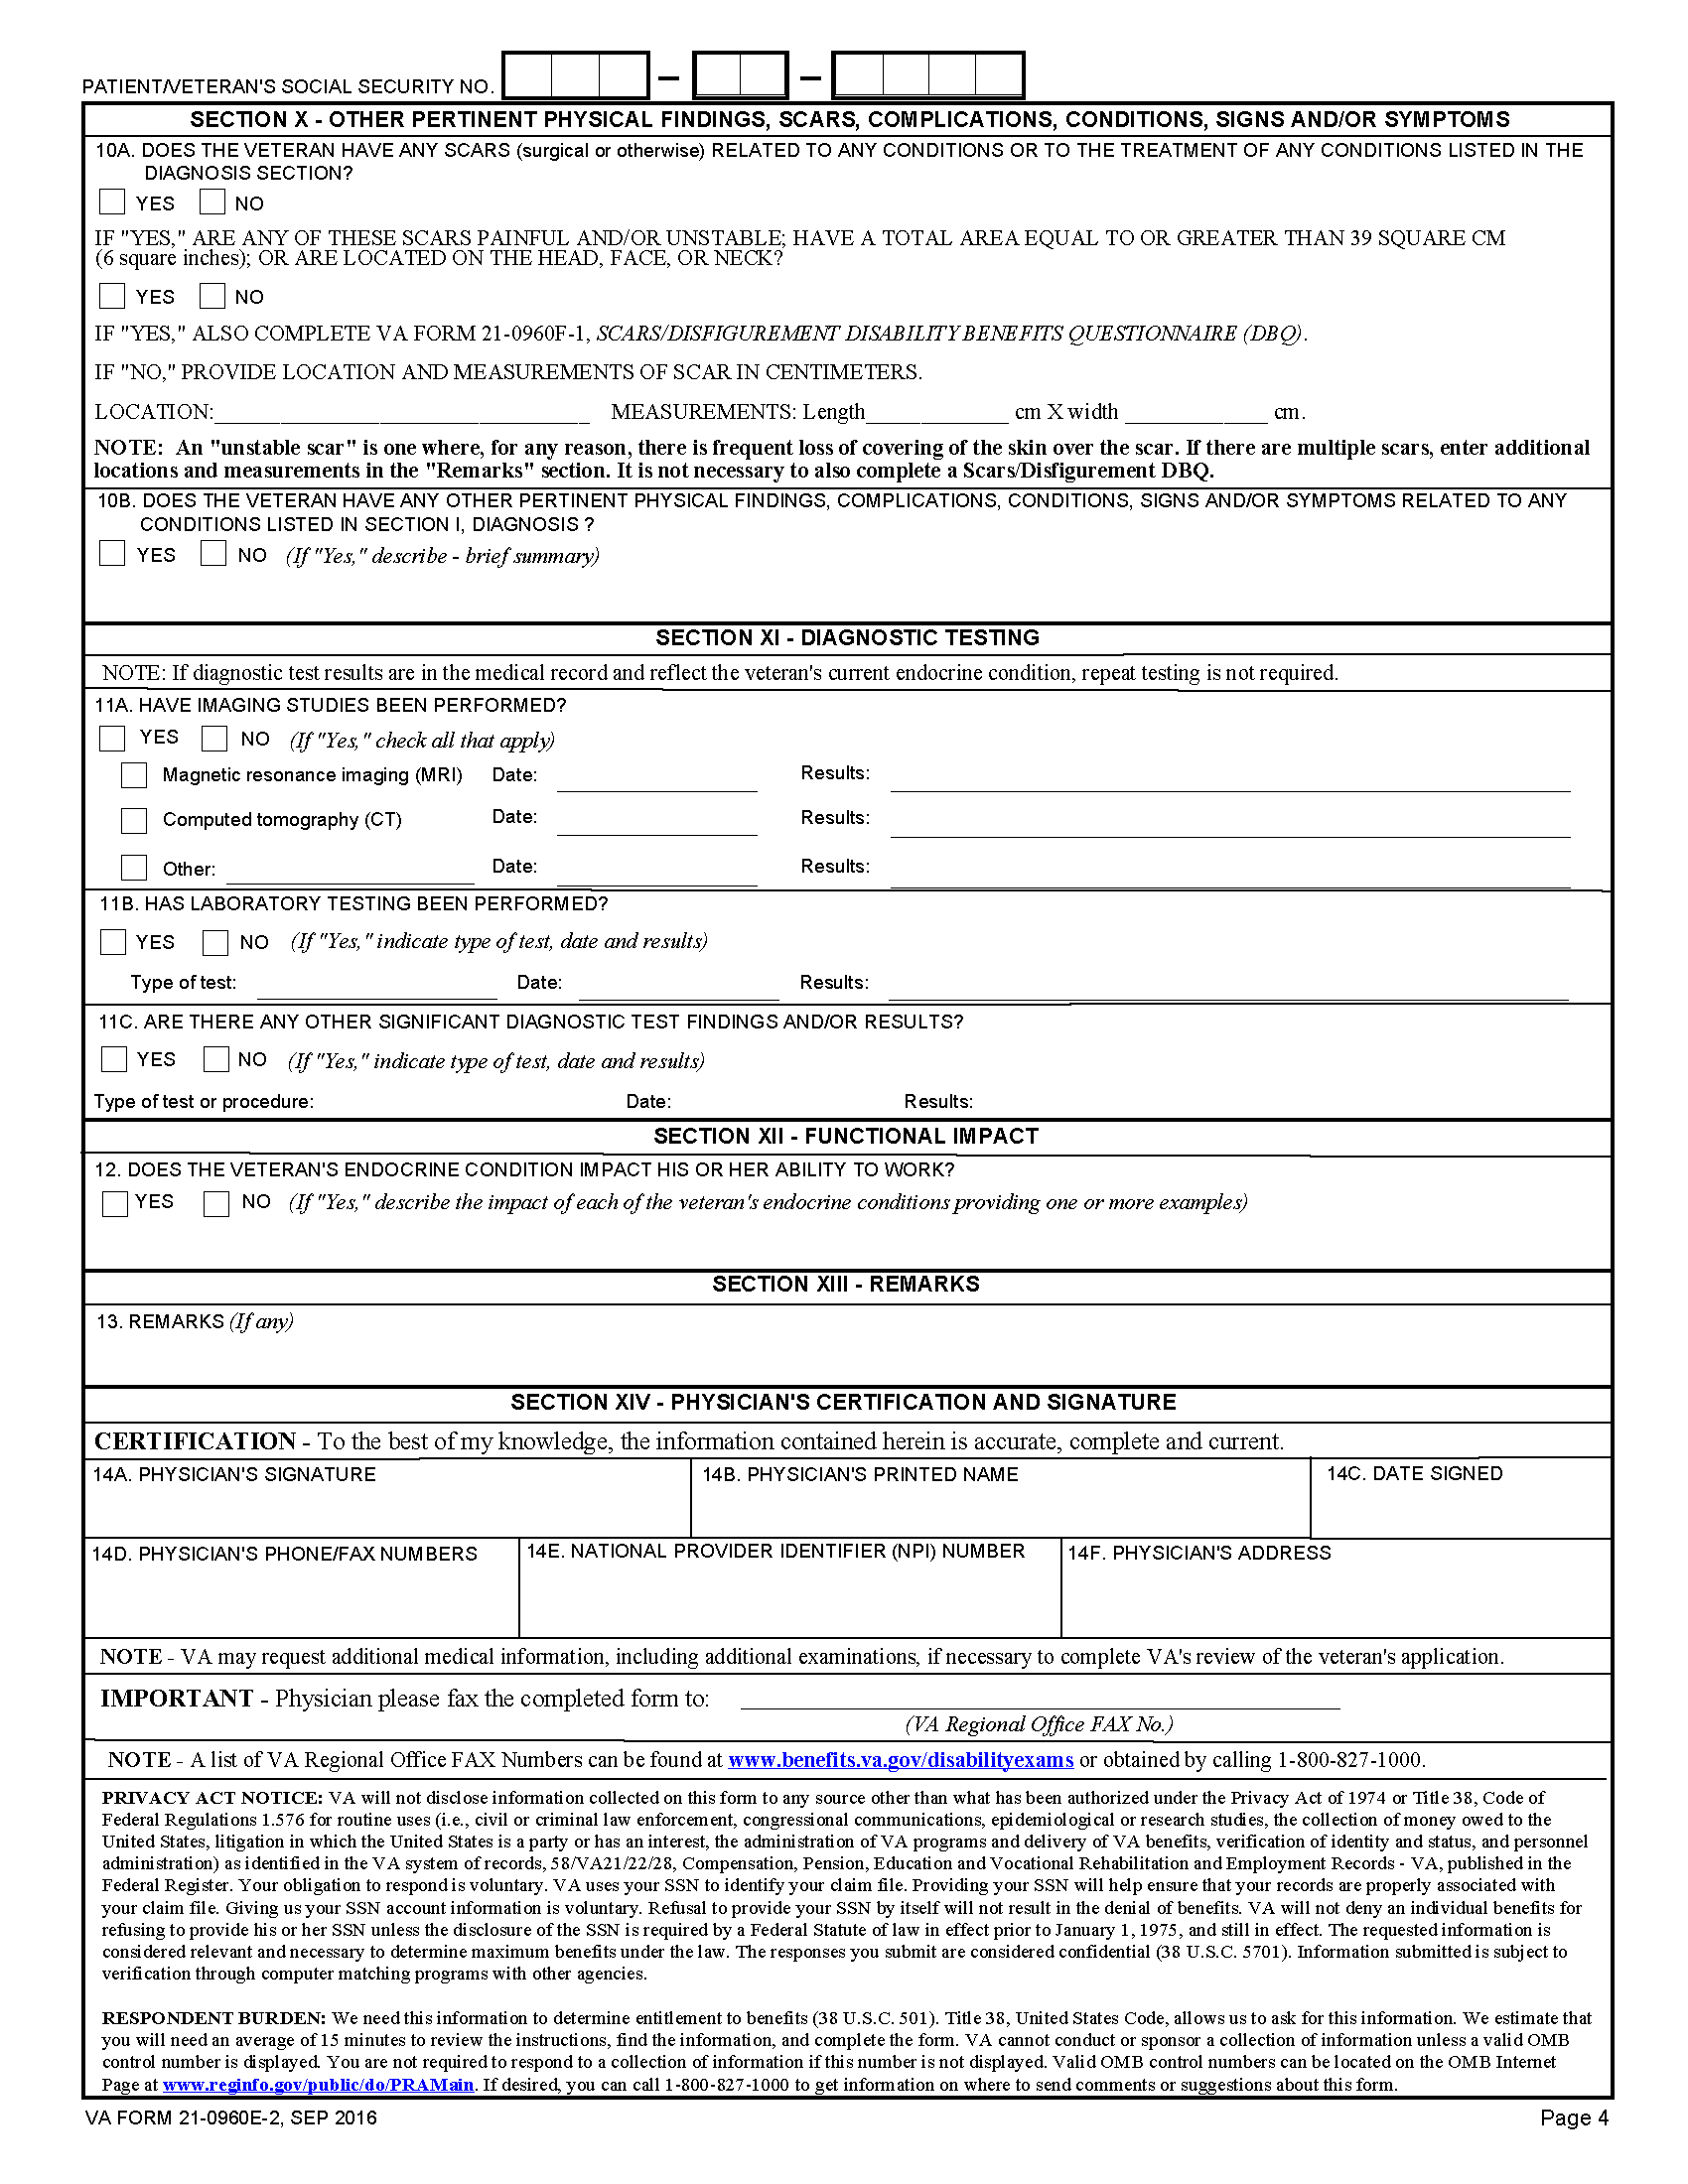 PATIENT/VETERAN'S SOCIAL SECURITY NO. – –
SECTION X - OTHER PERTINENT PHYSICAL FINDINGS, SCARS, COMPLICATIONS, CONDITIONS, SIGNS AND/OR SYMPTOMS
10A. DOES THE VETERAN HAVE ANY SCARS (surgical or otherwise) RELATED TO ANY CONDITIONS OR TO THE TREATMENT OF ANY CONDITIONS LISTED IN THE
DIAGNOSIS SECTION?
YES NO
IF "YES," ARE ANY OF THESE SCARS PAINFUL AND/OR UNSTABLE; HAVE A TOTAL AREA EQUAL TO OR GREATER THAN 39 SQUARE CM
(6 square inches); OR ARE LOCATED ON THE HEAD, FACE, OR NECK?
YES NO
IF "YES," ALSO COMPLETE VA FORM 21-0960F-1, SCARS/DISFIGUREMENT DISABILITY BENEFITS QUESTIONNAIRE (DBQ).
IF "NO," PROVIDE LOCATION AND MEASUREMENTS OF SCAR IN CENTIMETERS.
LOCATION: MEASUREMENTS: Length cm X width cm.
NOTE: An "unstable scar" is one where, for any reason, there is frequent loss of covering of the skin over the scar. If there are multiple scars, enter additional
locations and measurements in the "Remarks" section. It is not necessary to also complete a Scars/Disfigurement DBQ.
10B. DOES THE VETERAN HAVE ANY OTHER PERTINENT PHYSICAL FINDINGS, COMPLICATIONS, CONDITIONS, SIGNS AND/OR SYMPTOMS RELATED TO ANY
CONDITIONS LISTED IN SECTION I, DIAGNOSIS ?
YES NO (If "Yes," describe - brief summary)
SECTION XI - DIAGNOSTIC TESTING
NOTE: If diagnostic test results are in the medical record and reflect the veteran's current endocrine condition, repeat testing is not required.
11A. HAVE IMAGING STUDIES BEEN PERFORMED?
YES NO (If "Yes," check all that apply)
Magnetic resonance imaging (MRI) Date: Results:
Computed tomography (CT) Date: Results:
Other: Date: Results:
11B. HAS LABORATORY TESTING BEEN PERFORMED?
YES NO (If "Yes," indicate type of test, date and results)
Type of test: Date: Results:
11C. ARE THERE ANY OTHER SIGNIFICANT DIAGNOSTIC TEST FINDINGS AND/OR RESULTS?
YES NO (If "Yes," indicate type of test, date and results)
Type of test or procedure: Date: Results:
SECTION XII - FUNCTIONAL IMPACT
12. DOES THE VETERAN'S ENDOCRINE CONDITION IMPACT HIS OR HER ABILITY TO WORK?
YES NO (If "Yes," describe the impact of each of the veteran's endocrine conditions providing one or more examples)
SECTION XIII - REMARKS
13. REMARKS (If any)
SECTION XIV - PHYSICIAN'S CERTIFICATION AND SIGNATURE
CERTIFICATION - To the best of my knowledge, the information contained herein is accurate, complete and current.
14A. PHYSICIAN'S SIGNATURE 14B. PHYSICIAN'S PRINTED NAME 14C. DATE SIGNED
14D. PHYSICIAN'S PHONE/FAX NUMBERS 14E. NATIONAL PROVIDER IDENTIFIER (NPI) NUMBER 14F. PHYSICIAN'S ADDRESS
NOTE - VA may request additional medical information, including additional examinations, if necessary to complete VA's review of the veteran's application.
IMPORTANT - Physician please fax the completed form to:
(VA Regional Office FAX No.)
NOTE - A list of VA Regional Office FAX Numbers can be found at www.benefits.va.gov/disabilityexams or obtained by calling 1-800-827-1000.
PRIVACY ACT NOTICE: VA will not disclose information collected on this form to any source other than what has been authorized under the Privacy Act of 1974 or Title 38, Code of
Federal Regulations 1.576 for routine uses (i.e., civil or criminal law enforcement, congressional communications, epidemiological or research studies, the collection of money owed to the
United States, litigation in which the United States is a party or has an interest, the administration of VA programs and delivery of VA benefits, verification of identity and status, and personnel
administration) as identified in the VA system of records, 58/VA21/22/28, Compensation, Pension, Education and Vocational Rehabilitation and Employment Records - VA, published in the
Federal Register. Your obligation to respond is voluntary. VA uses your SSN to identify your claim file. Providing your SSN will help ensure that your records are properly associated with
your claim file. Giving us your SSN account information is voluntary. Refusal to provide your SSN by itself will not result in the denial of benefits. VA will not deny an individual benefits for
refusing to provide his or her SSN unless the disclosure of the SSN is required by a Federal Statute of law in effect prior to January 1, 1975, and still in effect. The requested information is
considered relevant and necessary to determine maximum benefits under the law. The responses you submit are considered confidential (38 U.S.C. 5701). Information submitted is subject to
verification through computer matching programs with other agencies.
RESPONDENT BURDEN: We need this information to determine entitlement to benefits (38 U.S.C. 501). Title 38, United States Code, allows us to ask for this information. We estimate that
you will need an average of 15 minutes to review the instructions, find the information, and complete the form. VA cannot conduct or sponsor a collection of information unless a valid OMB
control number is displayed. You are not required to respond to a collection of information if this number is not displayed. Valid OMB control numbers can be located on the OMB Internet
Page at www.reginfo.gov/public/do/PRAMain. If desired, you can call 1-800-827-1000 to get information on where to send comments or suggestions about this form.
VA FORM 21-0960E-2, SEP 2016 Page 4